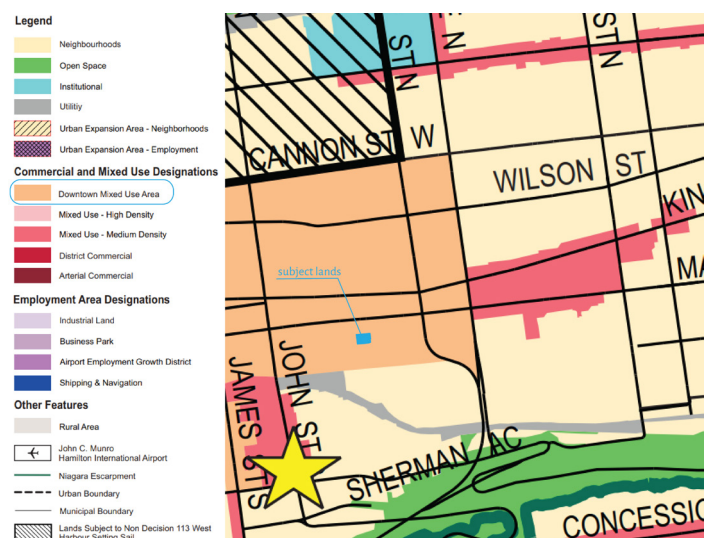 Legend
Neighbourhoods
Open Space
Institutional
Utilitiy
Urban Expansion Area - Neighborhoods
Urban Expansion Area - Employment
Commercial and Mixed Use Designations
Downtown Mixed Use Area
Mixed Use - High Density
Mixed Use - Medium Density
District Commercial
Arterial Commercial
Employment Area Designations
Industrial Land
Business Park
Airport Employment Growth District
Shipping & Navigation
Other Features
Rural Area
John C. Munro
Hamilton International Airport
Niagara Escarpment
Urban Boundary
Municipal Boundary
Lands Subject to Non Decision 113 West
Harbour Setting Sail
ST N
N
ST N
CANNON ST W
WILSON ST
KIN
MA
subject lands
JAMES ST S
JOHN ST
SHERMAN AC
CONCESSIO